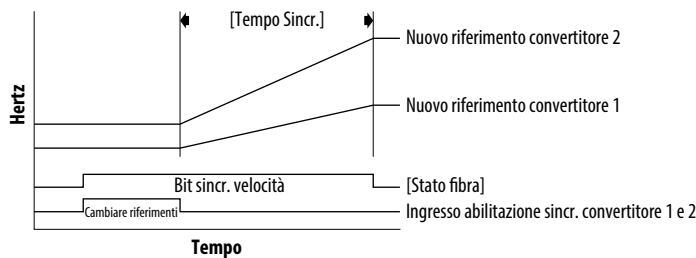 [Tempo Sincr.]
Nuovo riferimento convertitore 2
Nuovo riferimento convertitore 1
Hertz
Bit sincr. velocità
[Stato fibra]
Cambiare riferimenti
Ingresso abilitazione sincr. convertitore 1 e 2
Tempo